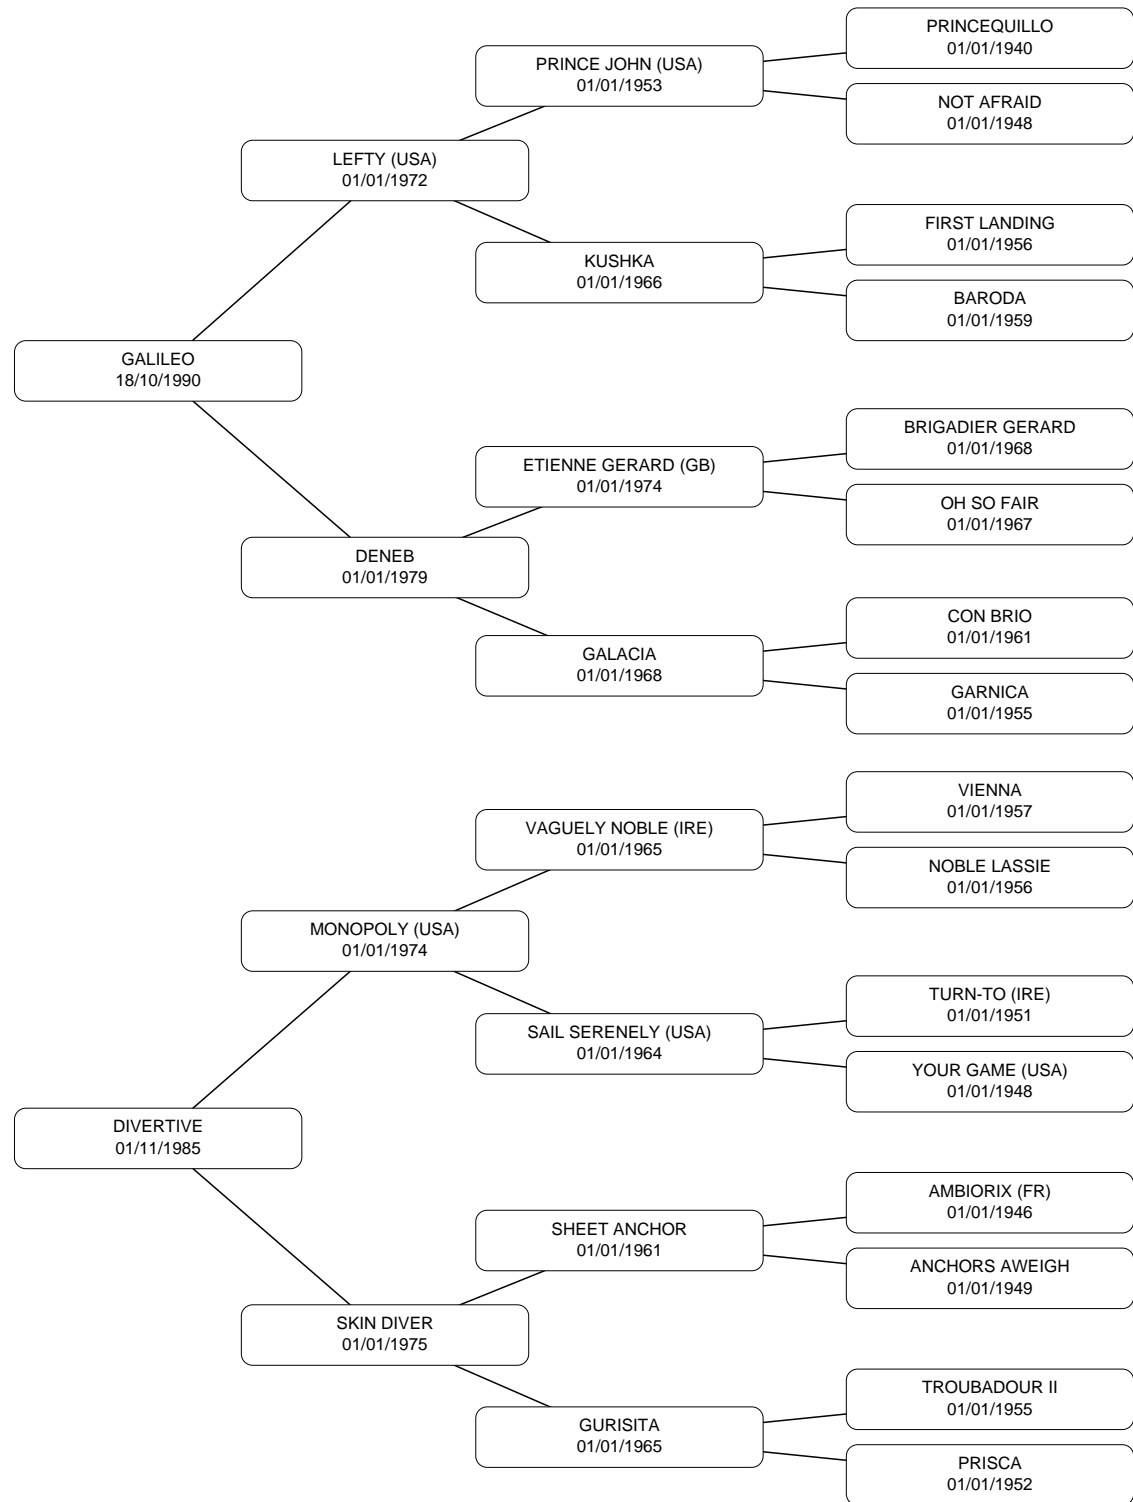 PRINCEQUILLO
01/01/1940
PRINCE JOHN (USA)
01/01/1953
NOT AFRAID
01/01/1948
LEFTY (USA)
01/01/1972
FIRST LANDING
01/01/1956
KUSHKA
01/01/1966
BARODA
01/01/1959
GALILEO
18/10/1990
BRIGADIER GERARD
01/01/1968
ETIENNE GERARD (GB)
01/01/1974
OH SO FAIR
01/01/1967
DENEB
01/01/1979
CON BRIO
01/01/1961
GALACIA
01/01/1968
GARNICA
01/01/1955
VIENNA
01/01/1957
VAGUELY NOBLE (IRE)
01/01/1965
NOBLE LASSIE
01/01/1956
MONOPOLY (USA)
01/01/1974
TURN-TO (IRE)
01/01/1951
SAIL SERENELY (USA)
01/01/1964
YOUR GAME (USA)
01/01/1948
DIVERTIVE
01/11/1985
AMBIORIX (FR)
01/01/1946
SHEET ANCHOR
01/01/1961
ANCHORS AWEIGH
01/01/1949
SKIN DIVER
01/01/1975
TROUBADOUR II
01/01/1955
GURISITA
01/01/1965
PRISCA
01/01/1952